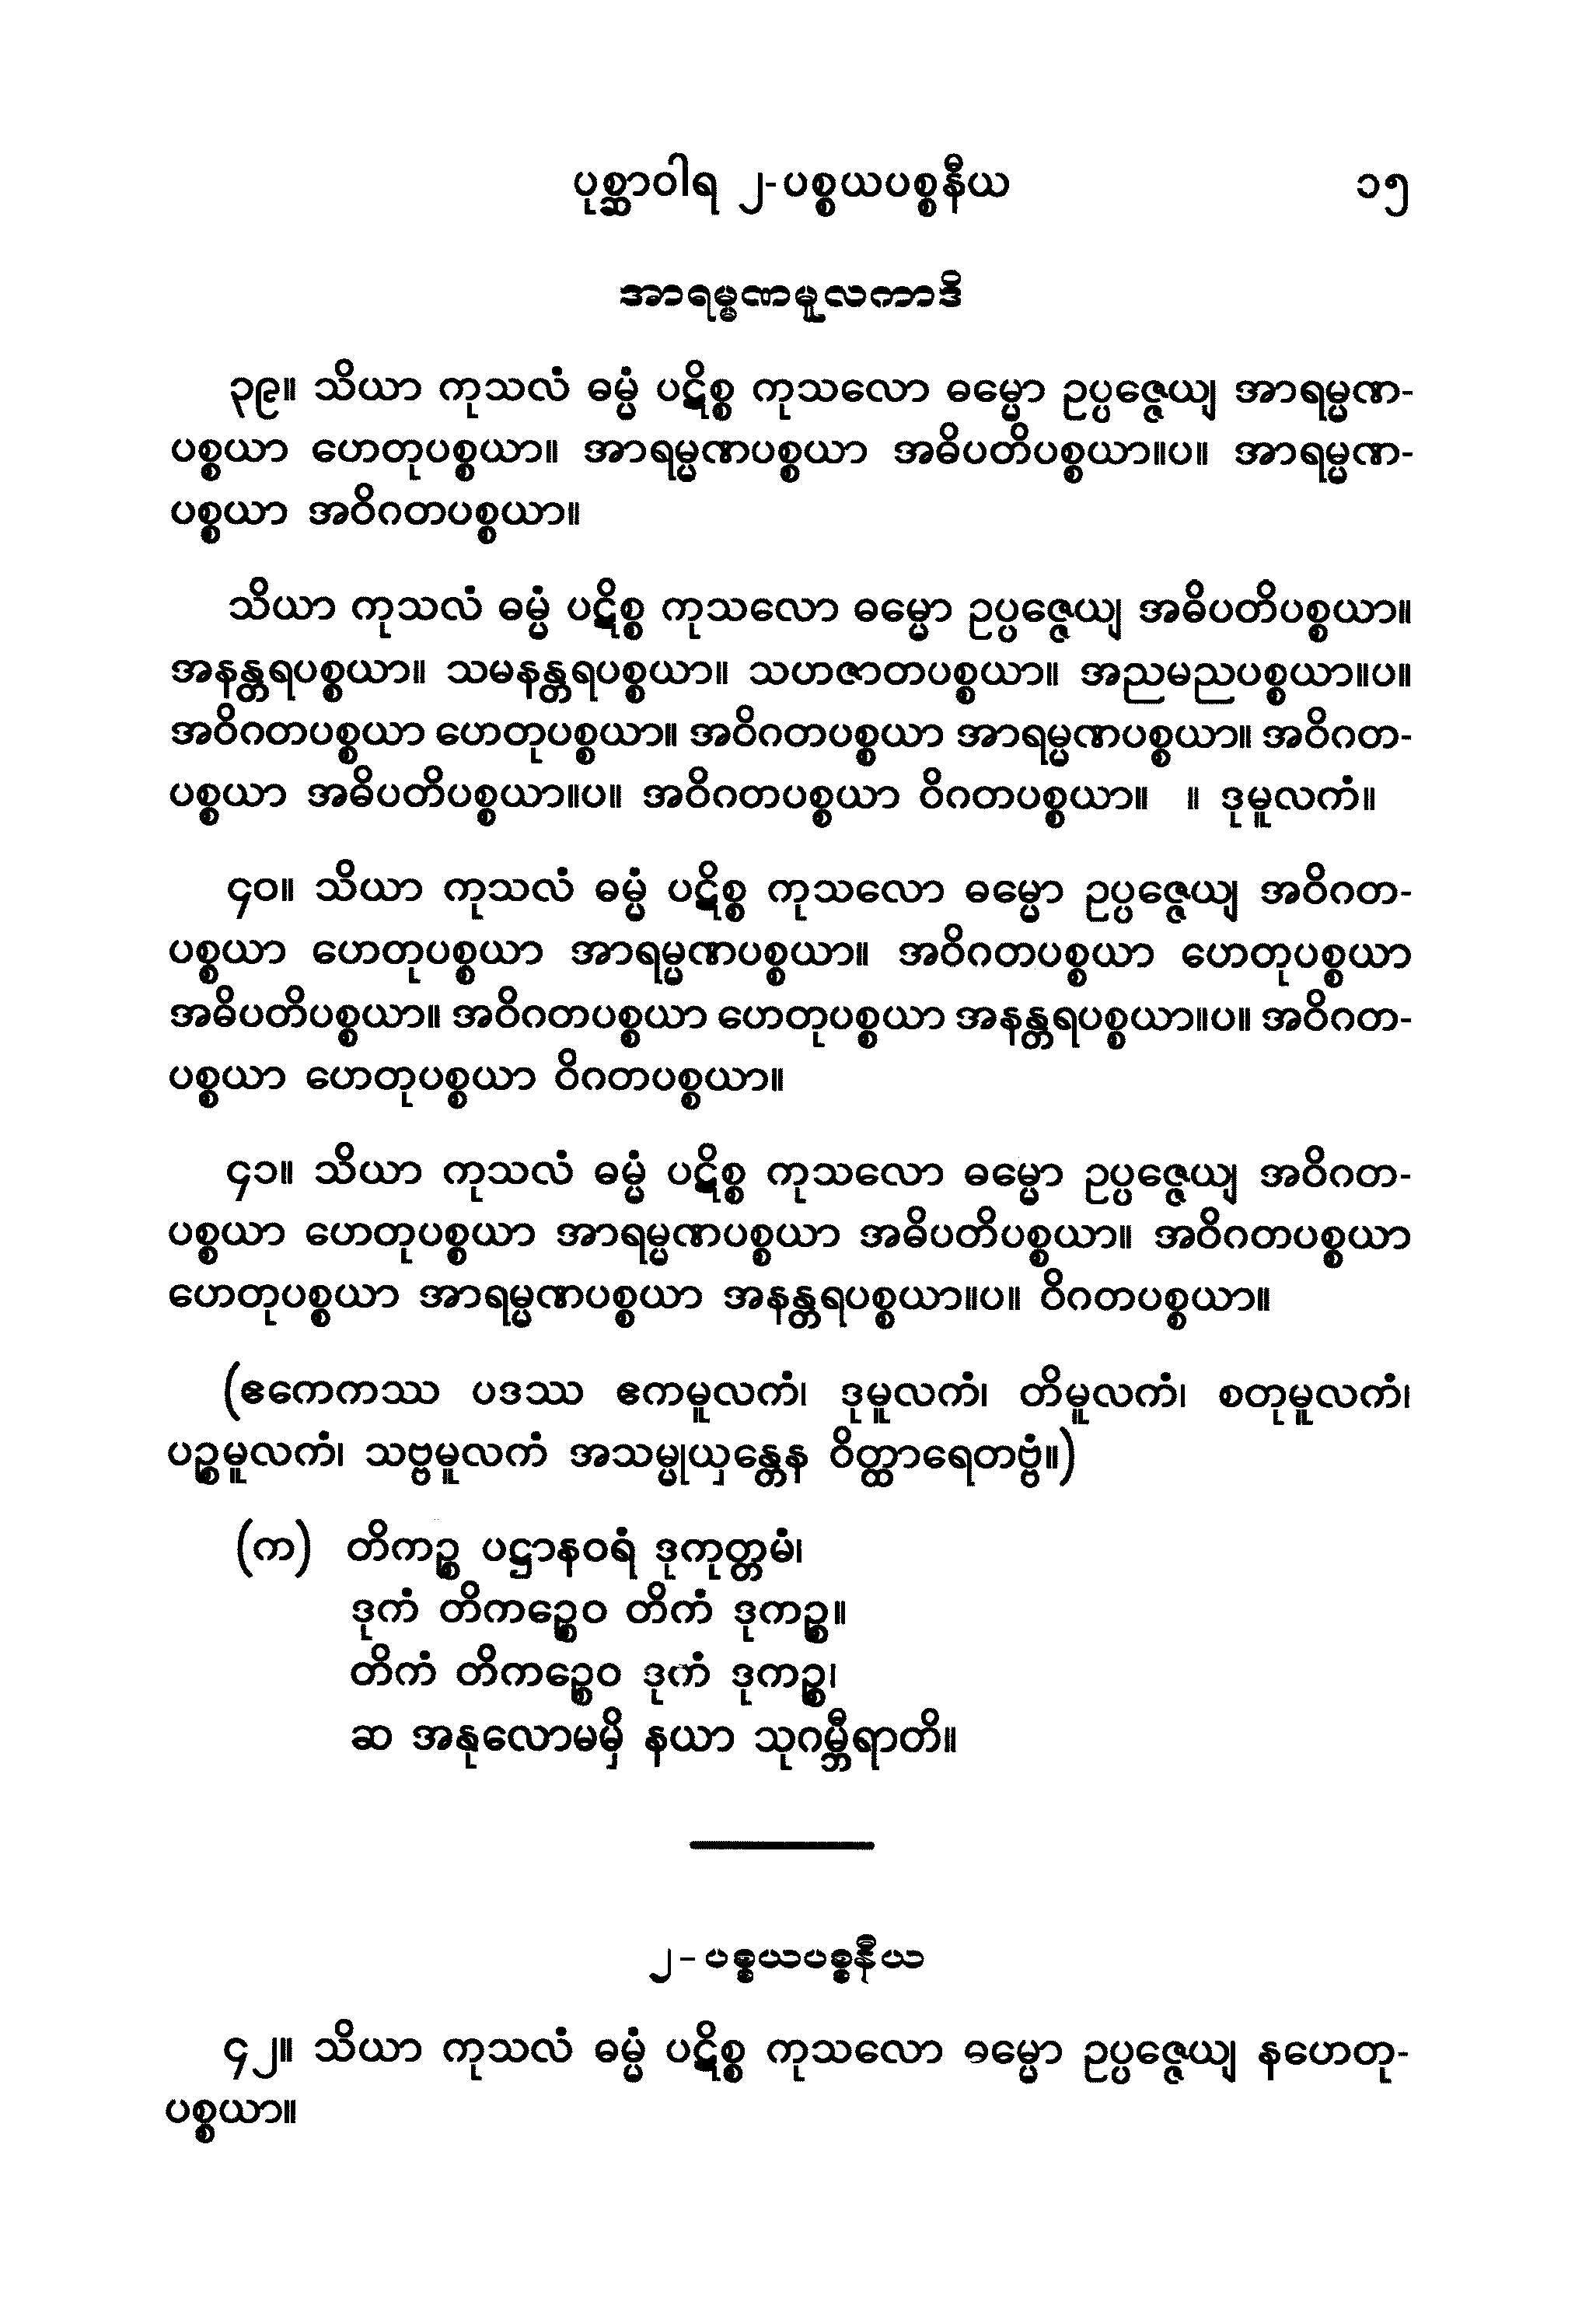 ပုစ္ဆာဝါရ ၂-ပစ္စယပစ္စနီယ ၁၅
အာရမ္မဏမူလကာဒိ
၃၉။ သိယာ ကုသလံ ဓမ္မံ ပဋိစ္စ ကုသလော ဓမ္မော ဥပ္ပဇ္ဇေယျ အာရမ္မဏ-
ပစ္စယာ ဟေတုပစ္စယာ။ အာရမ္မဏပစ္စယာ အဓိပတိပစ္စယာ။ပ။ အာရမ္မဏ-
ပစ္စယာ အဝိဂတပစ္စယာ။
သိယာ ကုသလံ ဓမ္မံ ပဋိစ္စ ကုသလော ဓမ္မော ဥပ္ပဇ္ဇေယျ အဓိပတိပစ္စယာ။
အနန္တရပစ္စယာ။ သမနန္တရပစ္စယာ။ သဟဇာတပစ္စယာ။ အညမညပစ္စယာ။ပ။
အဝိဂတပစ္စယာ ဟေတုပစ္စယာ။ အဝိဂတပစ္စယာ အာရမ္မဏပစ္စယာ။ အဝိဂတ-
ပစ္စယာ အဓိပတိပစ္စယာ။ပ။ အဝိဂတပစ္စယာ ဝိဂတပစ္စယာ။ ။ ဒုမူလကံ။
၄၀။ သိယာ ကုသလံ ဓမ္မံ ပဋိစ္စ ကုသလော ဓမ္မော ဥပ္ပဇ္ဇေယျ အဝိဂတ-
ပစ္စယာ ဟေတုပစ္စယာ အာရမ္မဏပစ္စယာ။ အဝိဂတပစ္စယာ ဟေတုပစ္စယာ
အဓိပတိပစ္စယာ။ အဝိဂတပစ္စယာ ဟေတုပစ္စယာ အနန္တရပစ္စယာ။ပ။ အဝိဂတ-
ပစ္စယာ ဟေတုပစ္စယာ ဝိဂတပစ္စယာ။
၄၁။ သိယာ ကုသလံ ဓမ္မံ ပဋိစ္စ ကုသလော ဓမ္မော ဥပ္ပဇ္ဇေယျ အဝိဂတ-
ပစ္စယာ ဟေတုပစ္စယာ အာရမ္မဏပစ္စယာ အဓိပတိပစ္စယာ။ အဝိဂတပစ္စယာ
ဟေတုပစ္စယာ အာရမ္မဏပစ္စယာ အနန္တရပစ္စယာ။ပ။ ဝိဂတပစ္စယာ။
(ဧကေကဿ ပဒဿ ဧကမူလကံ၊ ဒုမူလကံ၊ တိမူလကံ၊ စတုမူလကံ၊
ပဉ္စမူလကံ၊ သဗ္ဗမူလကံ အသမ္မုယှန္တေန ဝိတ္ထာရေတဗ္ဗံ။)
(က) တိကဉ္စ ပဋ္ဌာနဝရံ ဒုကုတ္တမံ၊
ဒုကံ တိကဉ္စေဝ တိကံ ဒုကဉ္စ။
တိကံ တိကဉ္စေဝ ဒုကံ ဒုကဉ္စ၊
ဆ အနုလောမမှိ နယာ သုဂမ္ဘီရာတိ။
၂-ပစ္စယပစ္စနီယ
၄၂။ သိယာ ကုသလံ ဓမ္မံ ပဋိစ္စ ကုသလော ဓမ္မော ဥပ္ပဇ္ဇေယျ နဟေတု-
ပစ္စယာ။